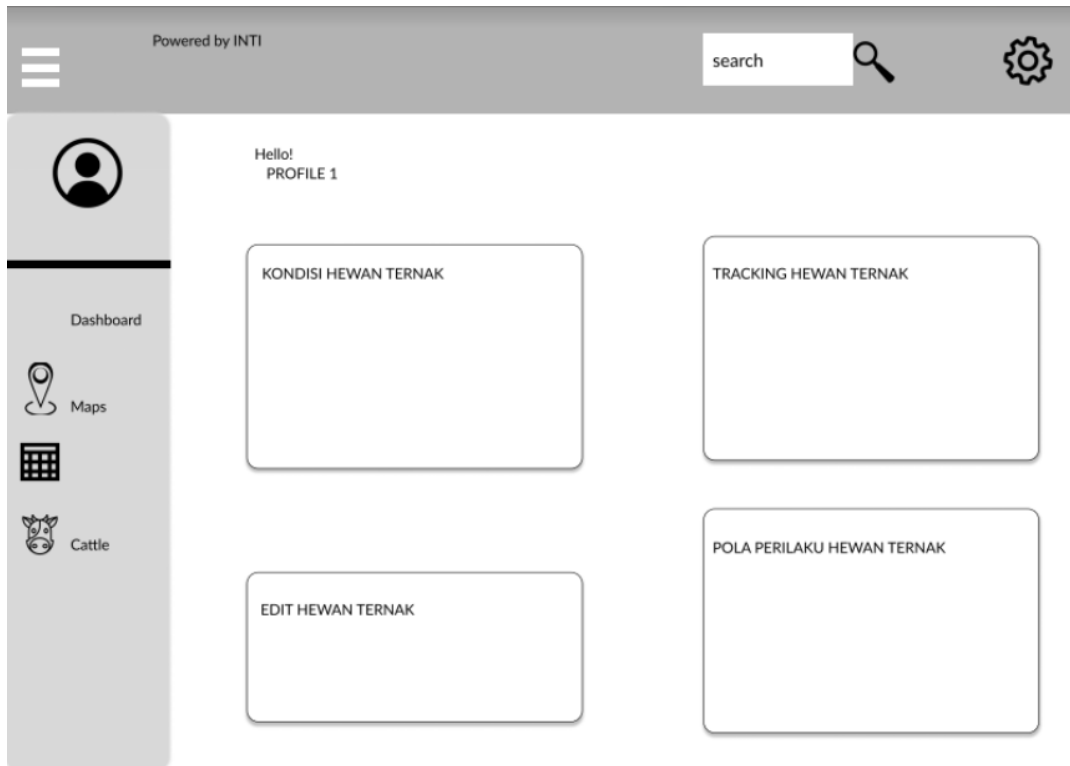 Powered by INTI
search
Hello!
PROFILE 1
Dashboard
Maps
Cattle
KONDISI HEWAN TERNAK
TRACKING HEWAN TERNAK
EDIT HEWAN TERNAK
POLA PERILAKU HEWAN TERNAK